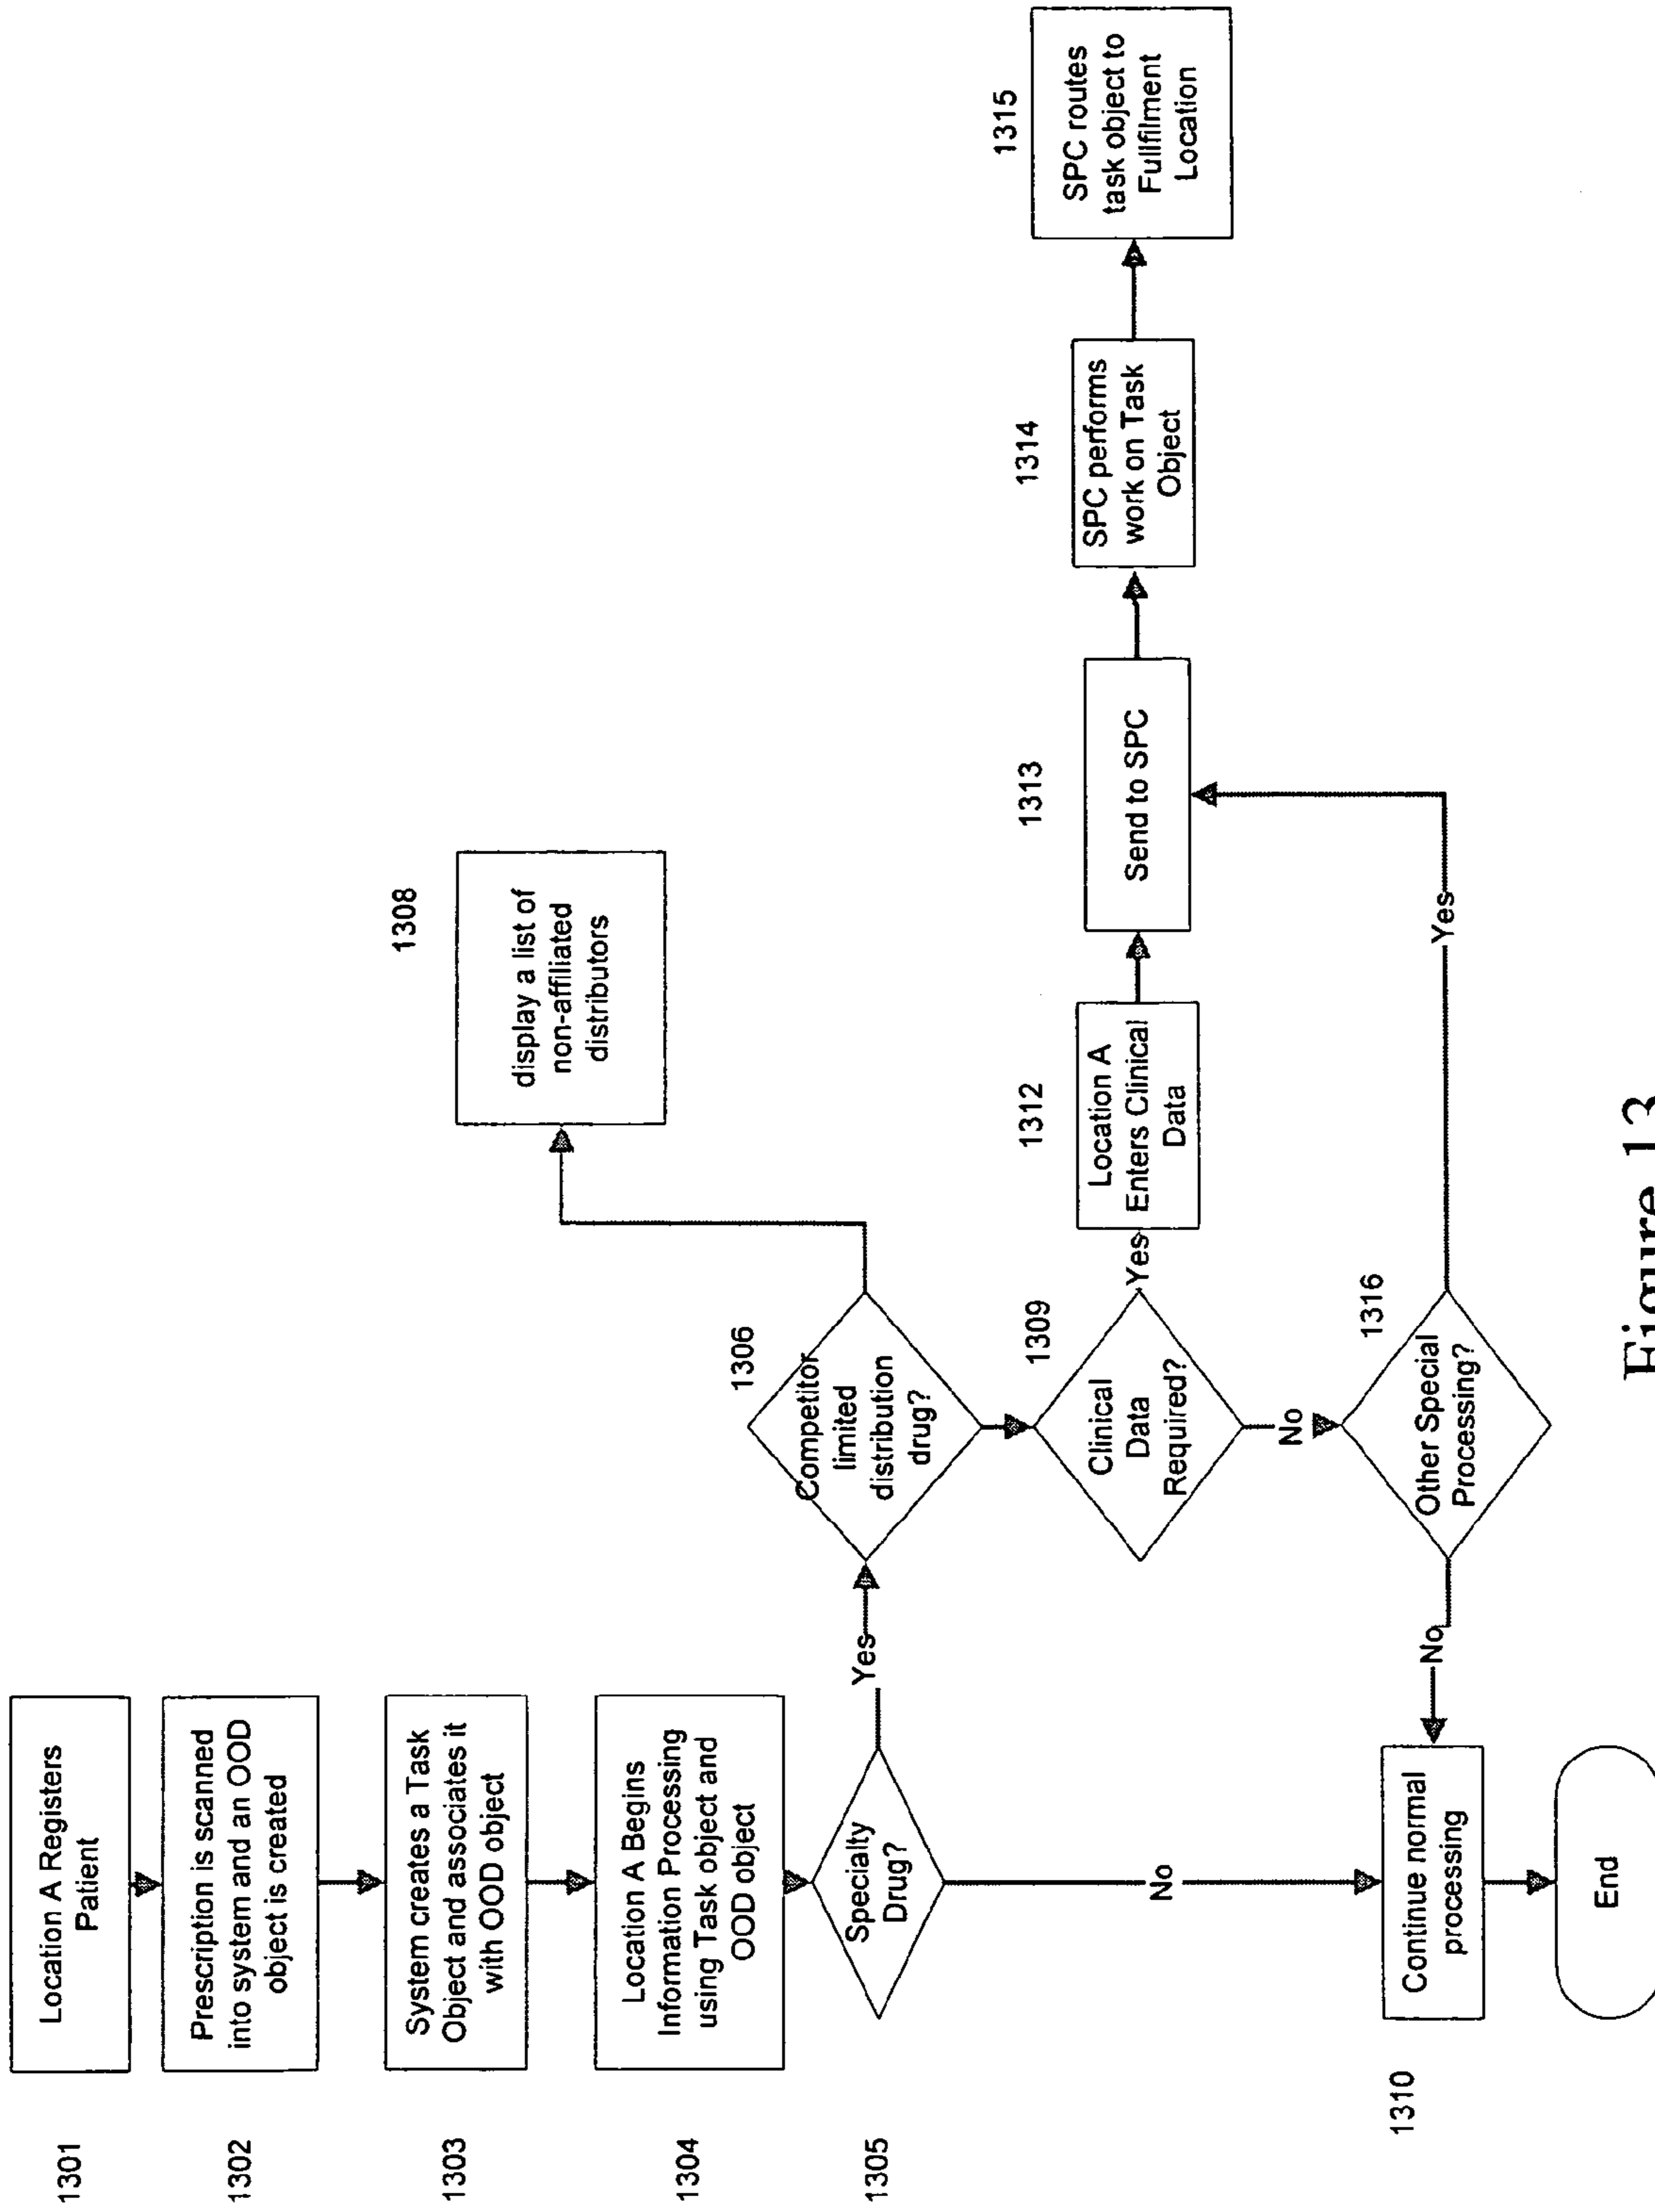 1301
Location A Registers
Patient
1302
Prescription is scanned
into system and an OOD
object is created
1303
System creates a Task
Object and associates it
with OOD object
1304
Location A Begins
Information Processing
using Task object and
OOD object
1305
Specialty
Drug?
Yes
No
1306
Competitor
limited
distribution
drug?
1308
display a list of
non-affiliated
distributors
1309
Clinical
Data
Required?
Yes
No
1312
Location A
Enters Clinical
Data
1313
Send to SPC
1314
SPC performs
work on Task
Object
1315
SPC routes
task object to
Fullfilment
Location
1316
Other Special
Processing?
Yes
No
1310
Continue normal
processing
End
Figure 13